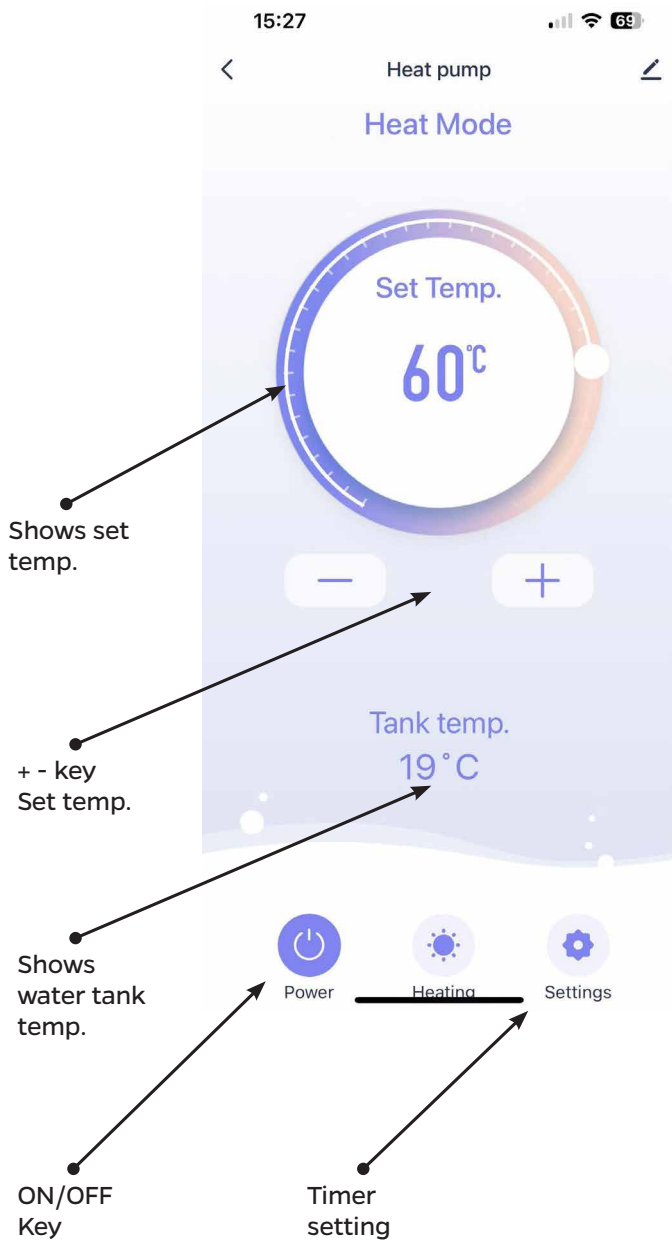 15:27
69
Heat pump
Heat Mode
Set Temp.
60°C
Shows set
temp.
Tank temp.
19°C
+ - key
Set temp.
Shows
water tank
temp.
Power
Heating
Settings
ON/OFF
Key
Timer
setting